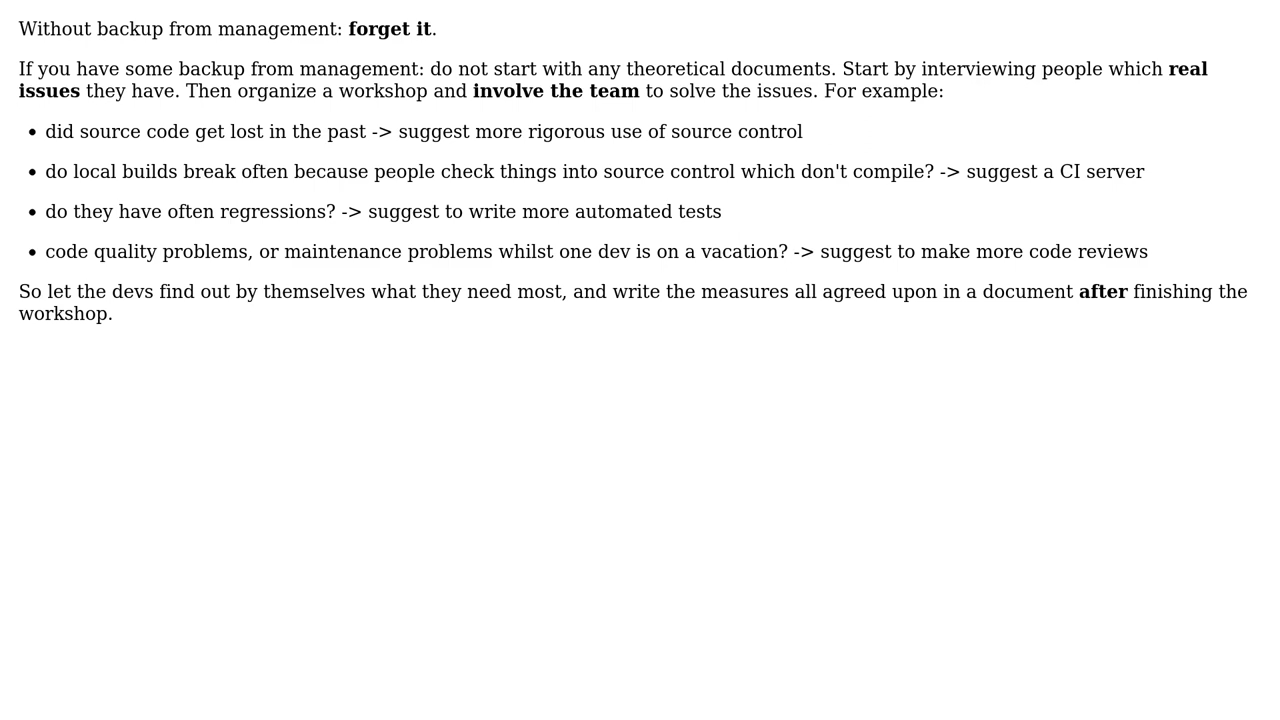 Without backup from management: forget it.
If you have some backup from management: do not start with any theoretical documents. Start by interviewing people which real
issues they have. Then organize a workshop and involve the team to solve the issues. For example:
• did source code get lost in the past -> suggest more rigorous use of source control
• do local builds break often because people check things into source control which don't compile? -> suggest a CI server
• do they have often regressions? -> suggest to write more automated tests
• code quality problems, or maintenance problems whilst one dev is on a vacation? -> suggest to make more code reviews
So let the devs find out by themselves what they need most, and write the measures all agreed upon in a document after finishing the
workshop.